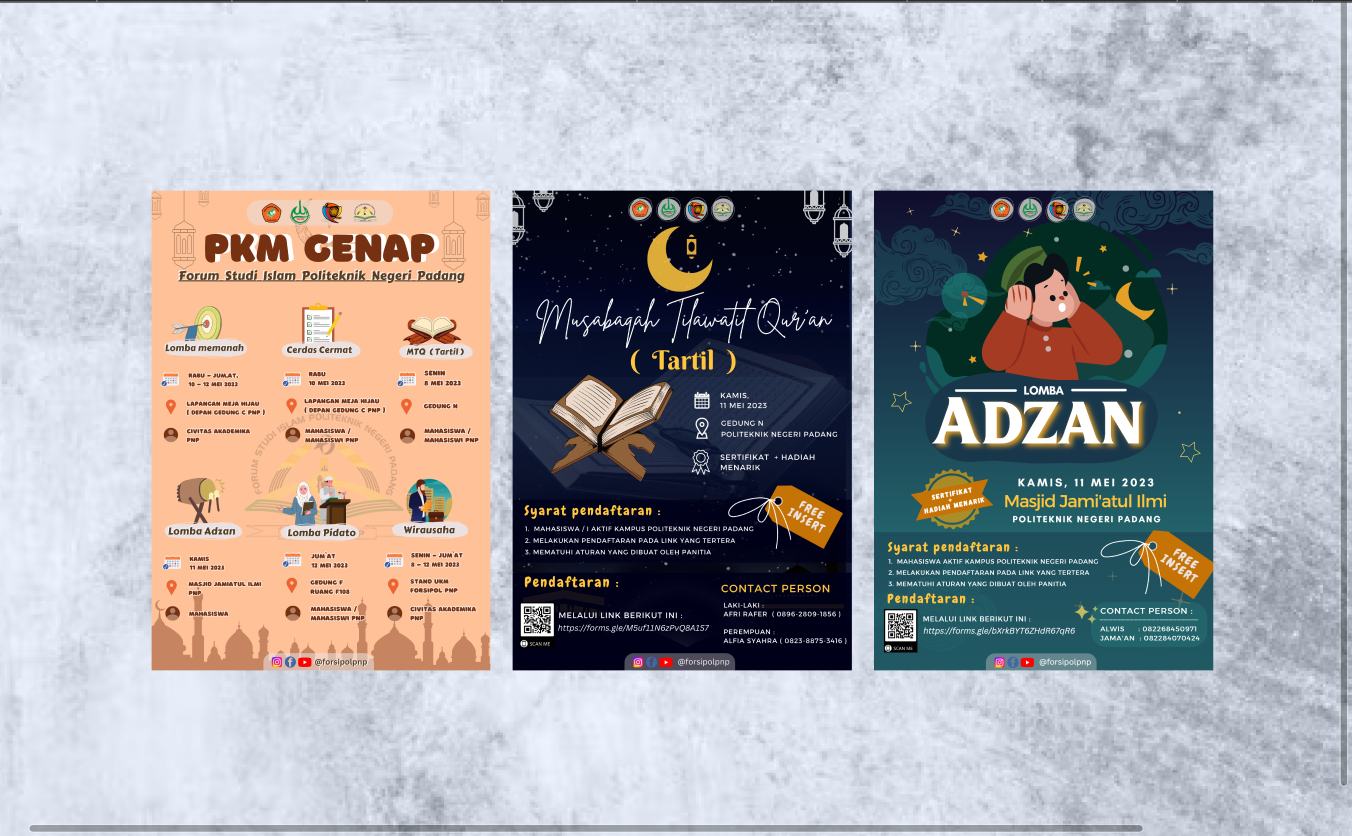 PKM GENAP
Forum Studi Islam Politeknik Negeri Padang
Lomba memanah
Cerdas Cermat
MTQ ( Tartil )
RABU - JUM,AT,
10 - 12 MEI 2023
RABU
10 MEI 2023
SENIN
8 MEI 2023
LAPANGAN MEJA HIJAU
( DEPAN GEDUNG C PNP )
LAPANGAN MEJA HIJAU
( DEPAN GEDUNG C PNP )
GEDUNG N
CIVITAS AKADEMIKA
PNP
MAHASISWA /
MAHASISWI PNP
MAHASISWA /
MAHASISWI PNP
FORUM STUDI ISLAM POLITEKNIK NEGERI PADANG
Lomba Adzan
Lomba Pidato
Wirausaha
KAMIS
11 MEI 2023
JUM AT
12 MEI 2023
SENIN - JUM AT
8 - 12 MEI 2023
MASJID JAMIATUL ILMI
PNP
GEDUNG F
RUANG F108
STAND UKM
FORSIPOL PNP
MAHASISWA
MAHASISWA /
MAHASISWI PNP
CIVITAS AKADEMIKA
PNP
@forsipolpnp
Musabaqah Tilawatil Qur'an
( Tartil )
KAMIS,
11 MEI 2023
GEDUNG N
POLITEKNIK NEGERI PADANG
SERTIFIKAT + HADIAH
MENARIK
Syarat pendaftaran :
1. MAHASISWA / I AKTIF KAMPUS POLITEKNIK NEGERI PADANG
2. MELAKUKAN PENDAFTARAN PADA LINK YANG TERTERA
3. MEMATUHI ATURAN YANG DIBUAT OLEH PANITIA
FREE
INSERT
Pendaftaran :
MELALUI LINK BERIKUT INI :
https://forms.gle/M5uf11N6zPvQ8A1S7
SCAN ME
CONTACT PERSON
LAKI-LAKI :
AFRI RAFER ( 0896-2809-1856 )
PEREMPUAN :
ALFIA SYAHRA ( 0823-8875-3416 )
@forsipolpnp
LOMBA
ADZAN
SERTIFIKAT
+
HADIAH MENARIK
KAMIS, 11 MEI 2023
Masjid Jami'atul Ilmi
POLITEKNIK NEGERI PADANG
Syarat pendaftaran :
1. MAHASISWA AKTIF KAMPUS POLITEKNIK NEGERI PADANG
2. MELAKUKAN PENDAFTARAN PADA LINK YANG TERTERA
3. MEMATUHI ATURAN YANG DIBUAT OLEH PANITIA
FREE
INSERT
Pendaftaran :
MELALUI LINK BERIKUT INI :
https://forms.gle/bXrkBYT6ZHdR67qR6
SCAN ME
CONTACT PERSON :
ALWIS : 082268450971
JAMA'AN : 082284070424
@forsipolpnp